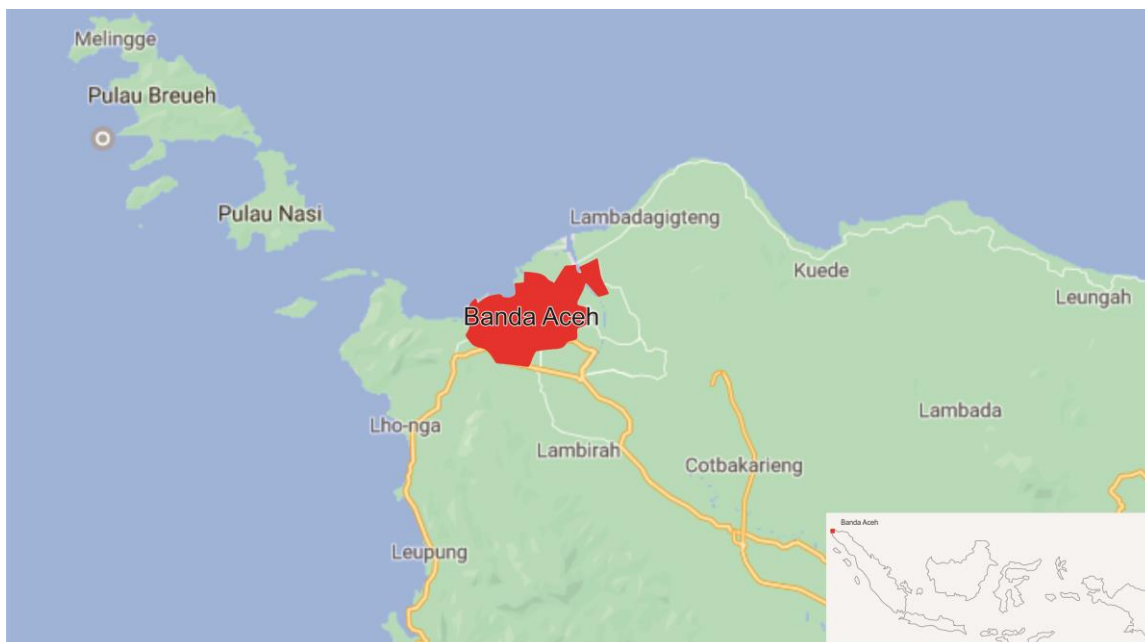 Melingge
Pulau Breueh
Pulau Nasi
Lambadagigteng
Kuede
Leungah
Banda Aceh
Lambada
Lho-nga
Lambirah
Cotbakarieng
Leupung
Banda Aceh